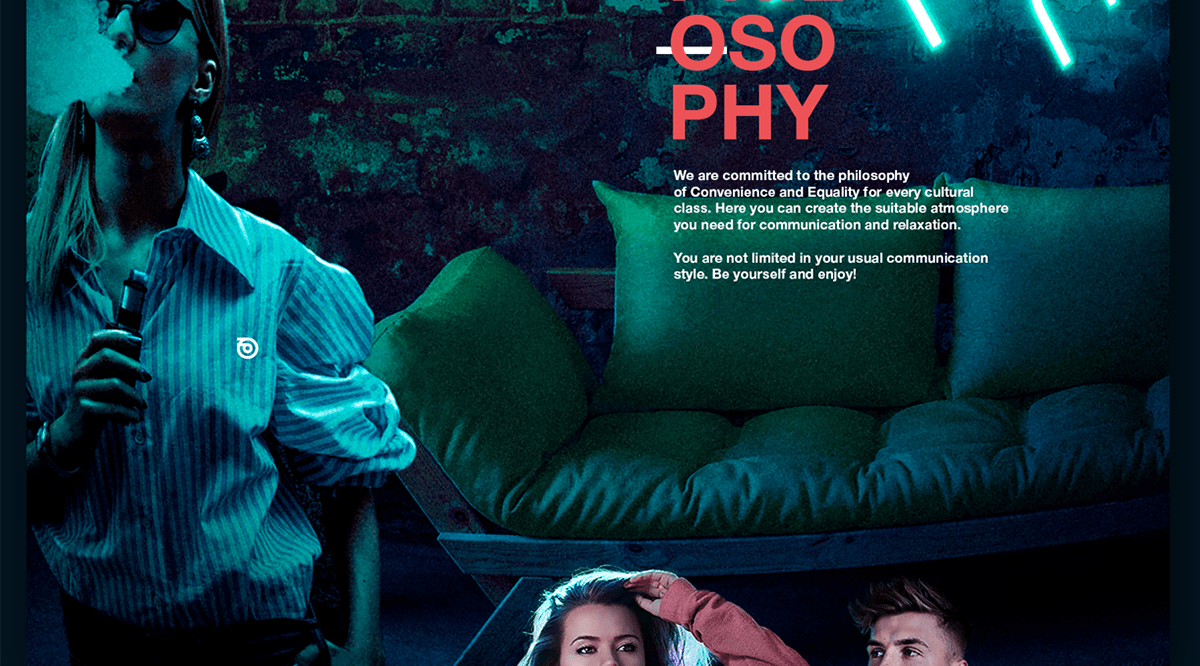 OSO
PHY
We are committed to the philosophy
of Convenience and Equality for every cultural
class. Here you can create the suitable atmosphere
you need for communication and relaxation.
You are not limited in your usual communication
style. Be yourself and enjoy!